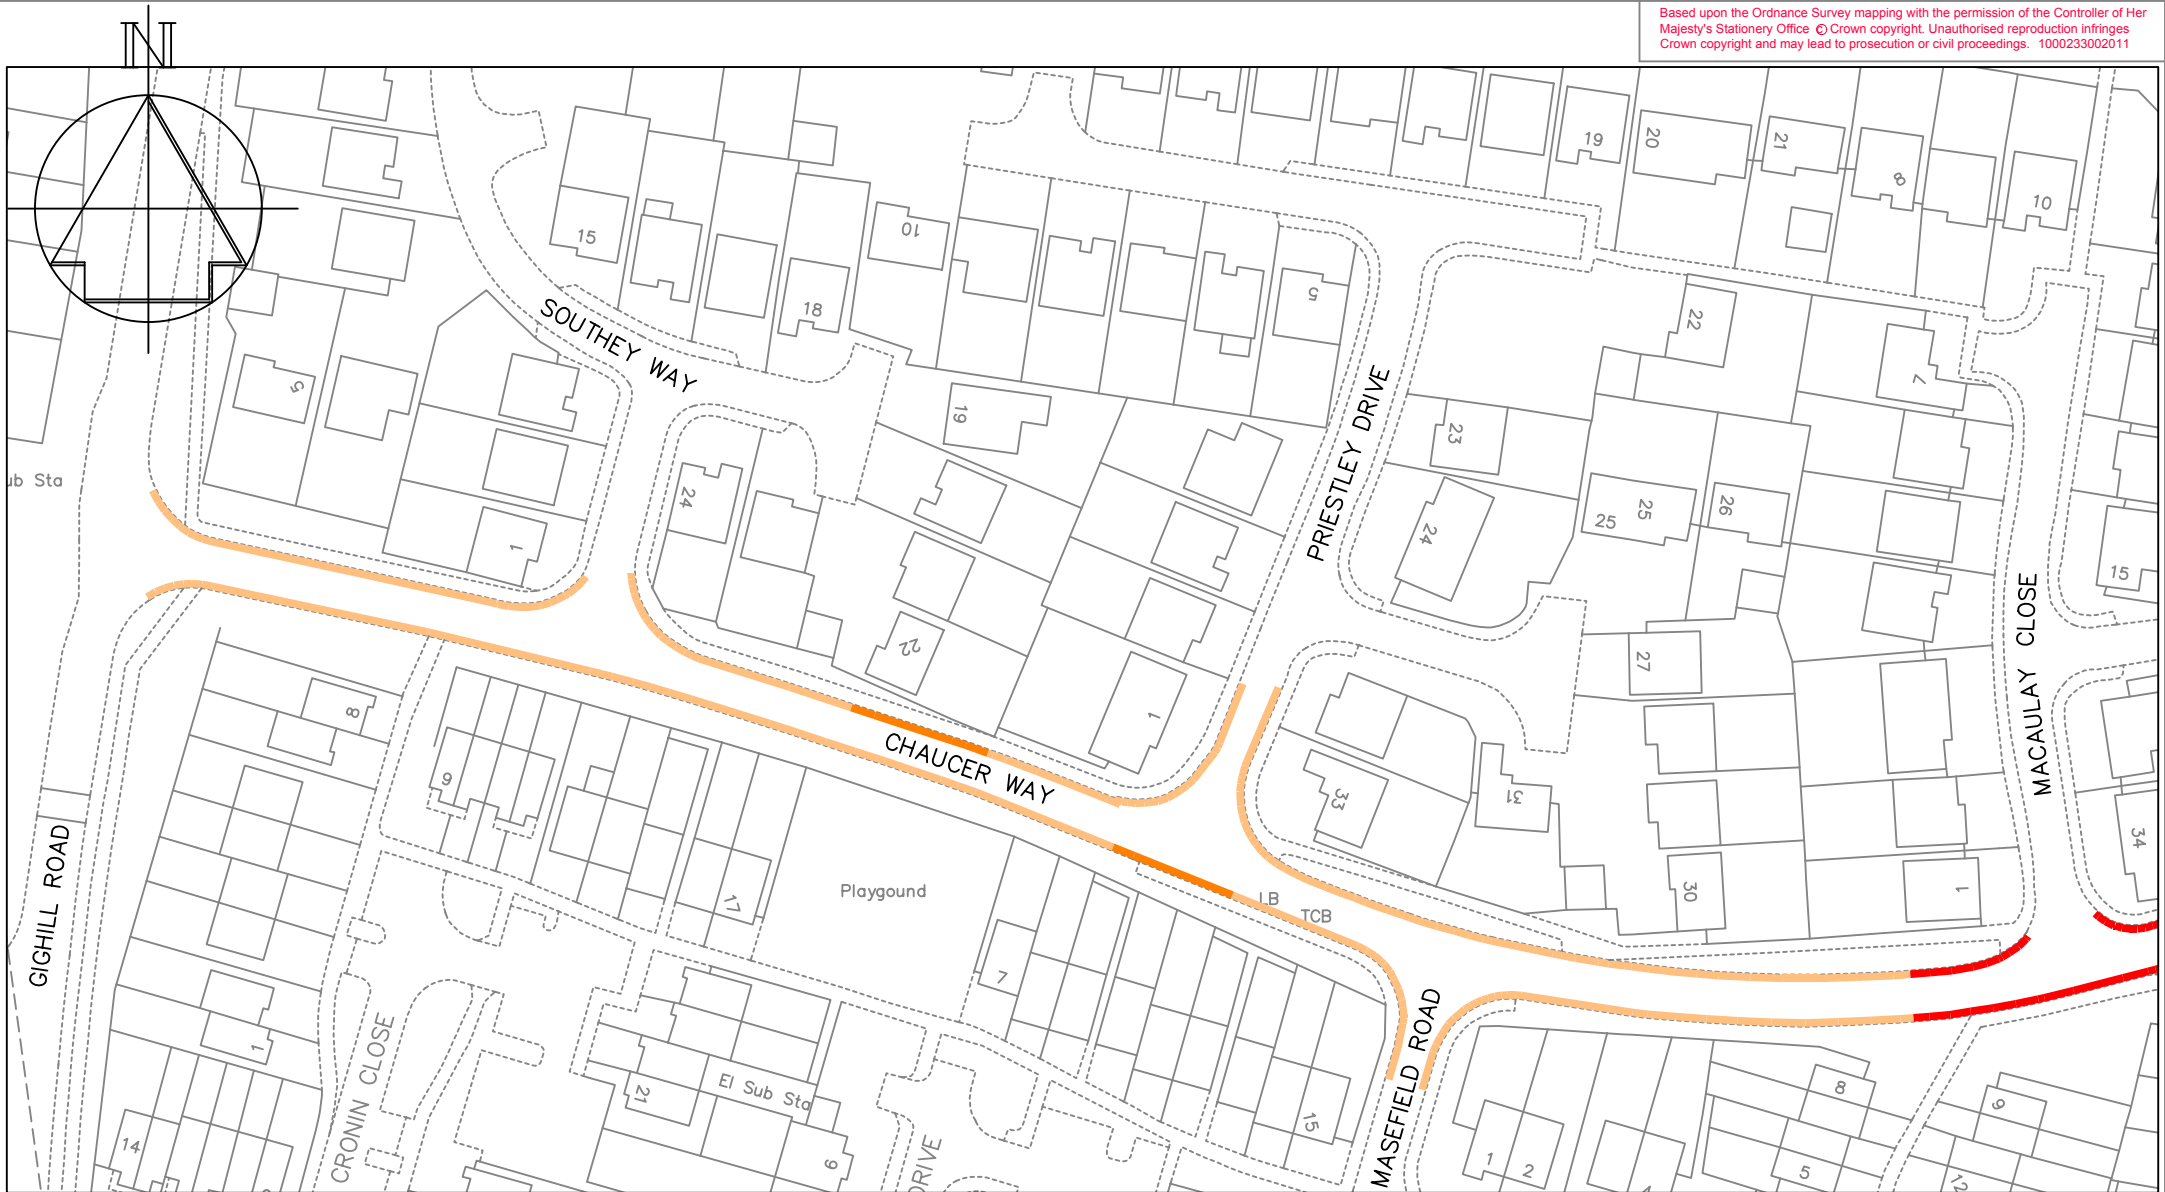 Based upon the Ordnance Survey mapping with the permission of the Controller of Her
Majesty's Stationery Office © Crown copyright. Unauthorised reproduction infringes
Crown copyright and may lead to prosecution or civil proceedings. 1000233002011
N
19
20
21
8
10
15
10
18
5
SOUTHEY WAY
22
7
5
19
PRIESTLEY DRIVE
23
ub Sta
24
25
25
26
24
1
15
MACAULAY CLOSE
22
27
8
1
CHAUCER WAY
9
33
31
34
GIGHILL ROAD
Playgound
17
LB
TCB
30
1
7
MASEFIELD ROAD
1
CRONIN CLOSE
El Sub Sta
21
15
8
9
14
9
DRIVE
1
2
5
12